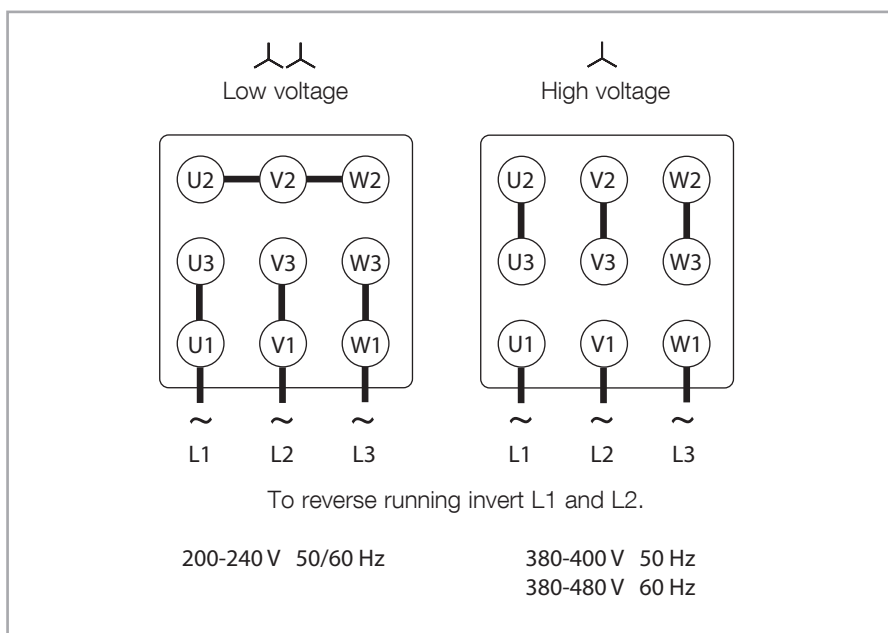 Low voltage
High voltage
U2 V2 W2
U2 V2 W2
U3 V3 W3
U3 V3 W3
U1 V1 W1
U1 V1 W1
~ ~ ~
~ ~ ~
L1 L2 L3
L1 L2 L3
To reverse running invert L1 and L2.
200-240 V 50/60 Hz
380-400 V 50 Hz
380-480 V 60 Hz